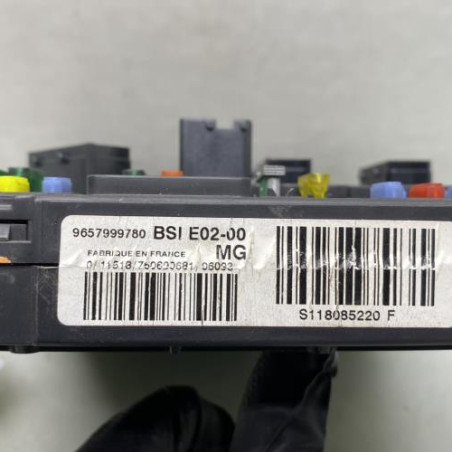 9657999780 BSI E02-00
FABRIQUE EN FRANCE MG
S118085220 F